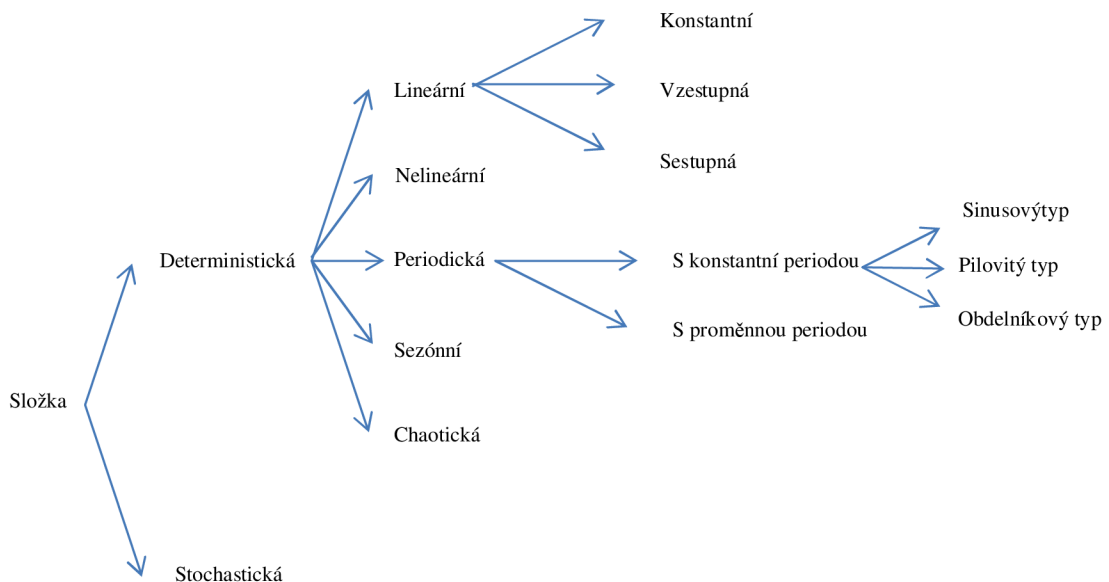 Konstantní
Lineární
Vzestupná
Sestupná
Nelineární
Sinusovýtyp
Deterministická
Periodická
S konstantní periodou
Pilovitý typ
Obdelníkový typ
S proměnnou periodou
Sezónní
Složka
Chaotická
Stochastická